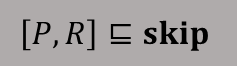 [P, R] ⊑ skip